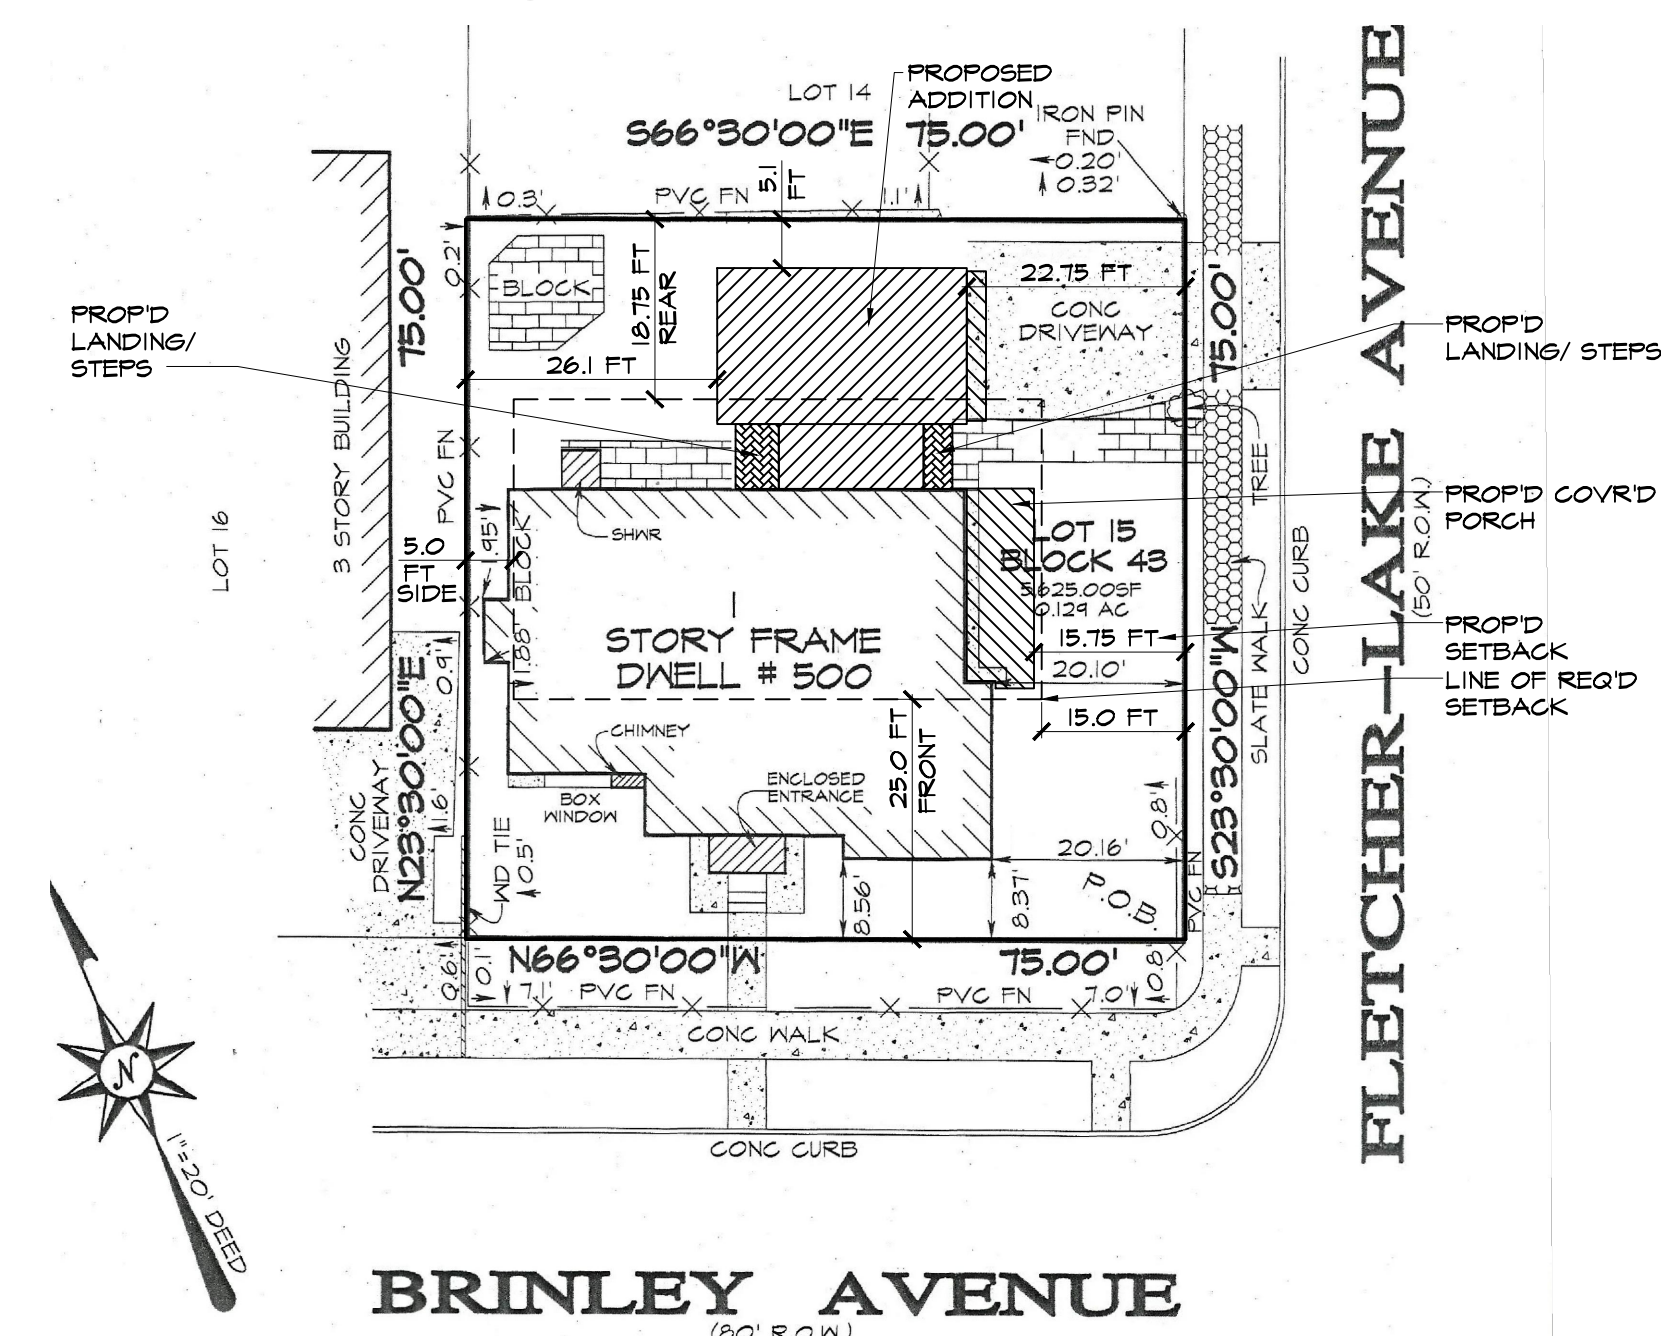 PROPOSED
ADDITION
LOT 14
S66°30'00"E 75.00'
IRON PIN
FND
0.20'
0.32'
0.3'
PVC FN
5.1
FT
1.1'
0.2'
BLOCK
18.75 FT
REAR
22.75 FT
CONC
DRIVEWAY
26.1 FT
75.00'
75.00'
PROP'D
LANDING/
STEPS
PROP'D
LANDING/ STEPS
3 STORY BUILDING
LOT 16
PVC FN
TREE
SHWR
PROP'D COVR'D
PORCH
.95'
BLOCK
5.0
FT
SIDE
LOT 15
BLOCK 43
5,625.00SF
0.129 AC
1
STORY FRAME
DWELL # 500
1.88'
15.75 FT
20.10'
15.0 FT
PROP'D
SETBACK
LINE OF REQ'D
SETBACK
0.9'
N23°30'00"E
S23°30'00"W
SLATE WALK
CONC CURB
FLETCHER-LAKE AVENUE
(50' R.O.W.)
CHIMNEY
25.0 FT
FRONT
BOX
WINDOW
ENCLOSED
ENTRANCE
CONC
DRIVEWAY
1.6'
WD TIE
0.5'
8.56'
8.37'
20.16'
0.8'
P.O.B.
PVC FN
N66°30'00"W 75.00'
0.6'
0.1'
7.1'
PVC FN
PVC FN
7.0'
0.8'
CONC WALK
CONC CURB
N
1"=20' DEED
BRINLEY AVENUE
(80' R.O.W.)